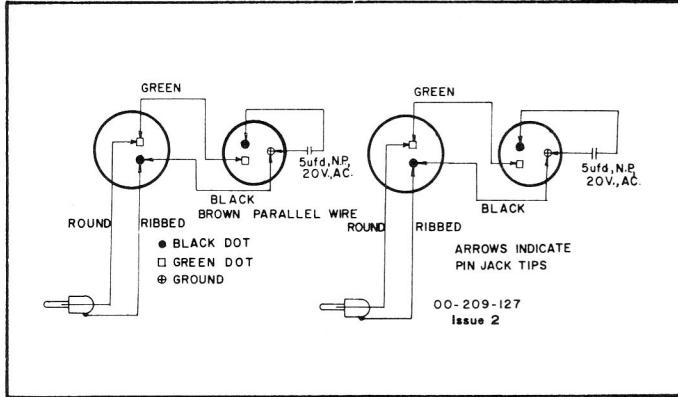 GREEN
GREEN
5ufd,N.P.,
20V.,AC.
5ufd,N.P.,
20V.,AC.
BLACK
BLACK
BROWN PARALLEL WIRE
ROUND RIBBED
ROUND RIBBED
● BLACK DOT
□ GREEN DOT
⊕ GROUND
ARROWS INDICATE
PIN JACK TIPS
00-209-127
Issue 2